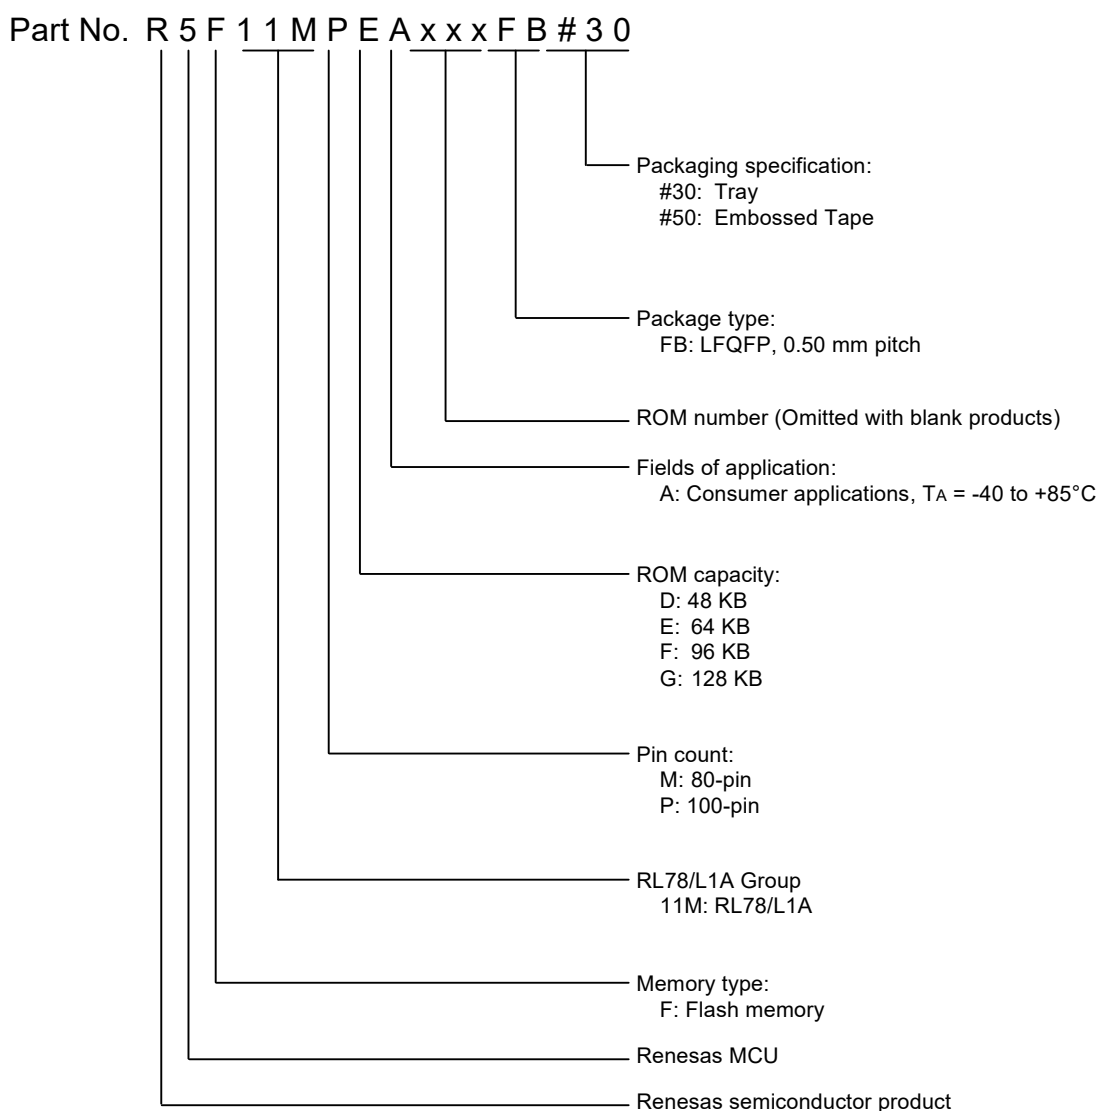 Part No. R 5 F 1 1 M P E A x x x F B # 3 0
Packaging specification:
#30: Tray
#50: Embossed Tape
Package type:
FB: LFQFP, 0.50 mm pitch
ROM number (Omitted with blank products)
Fields of application:
A: Consumer applications, TA = -40 to +85°C
ROM capacity:
D: 48 KB
E: 64 KB
F: 96 KB
G: 128 KB
Pin count:
M: 80-pin
P: 100-pin
RL78/L1A Group
11M: RL78/L1A
Memory type:
F: Flash memory
Renesas MCU
Renesas semiconductor product